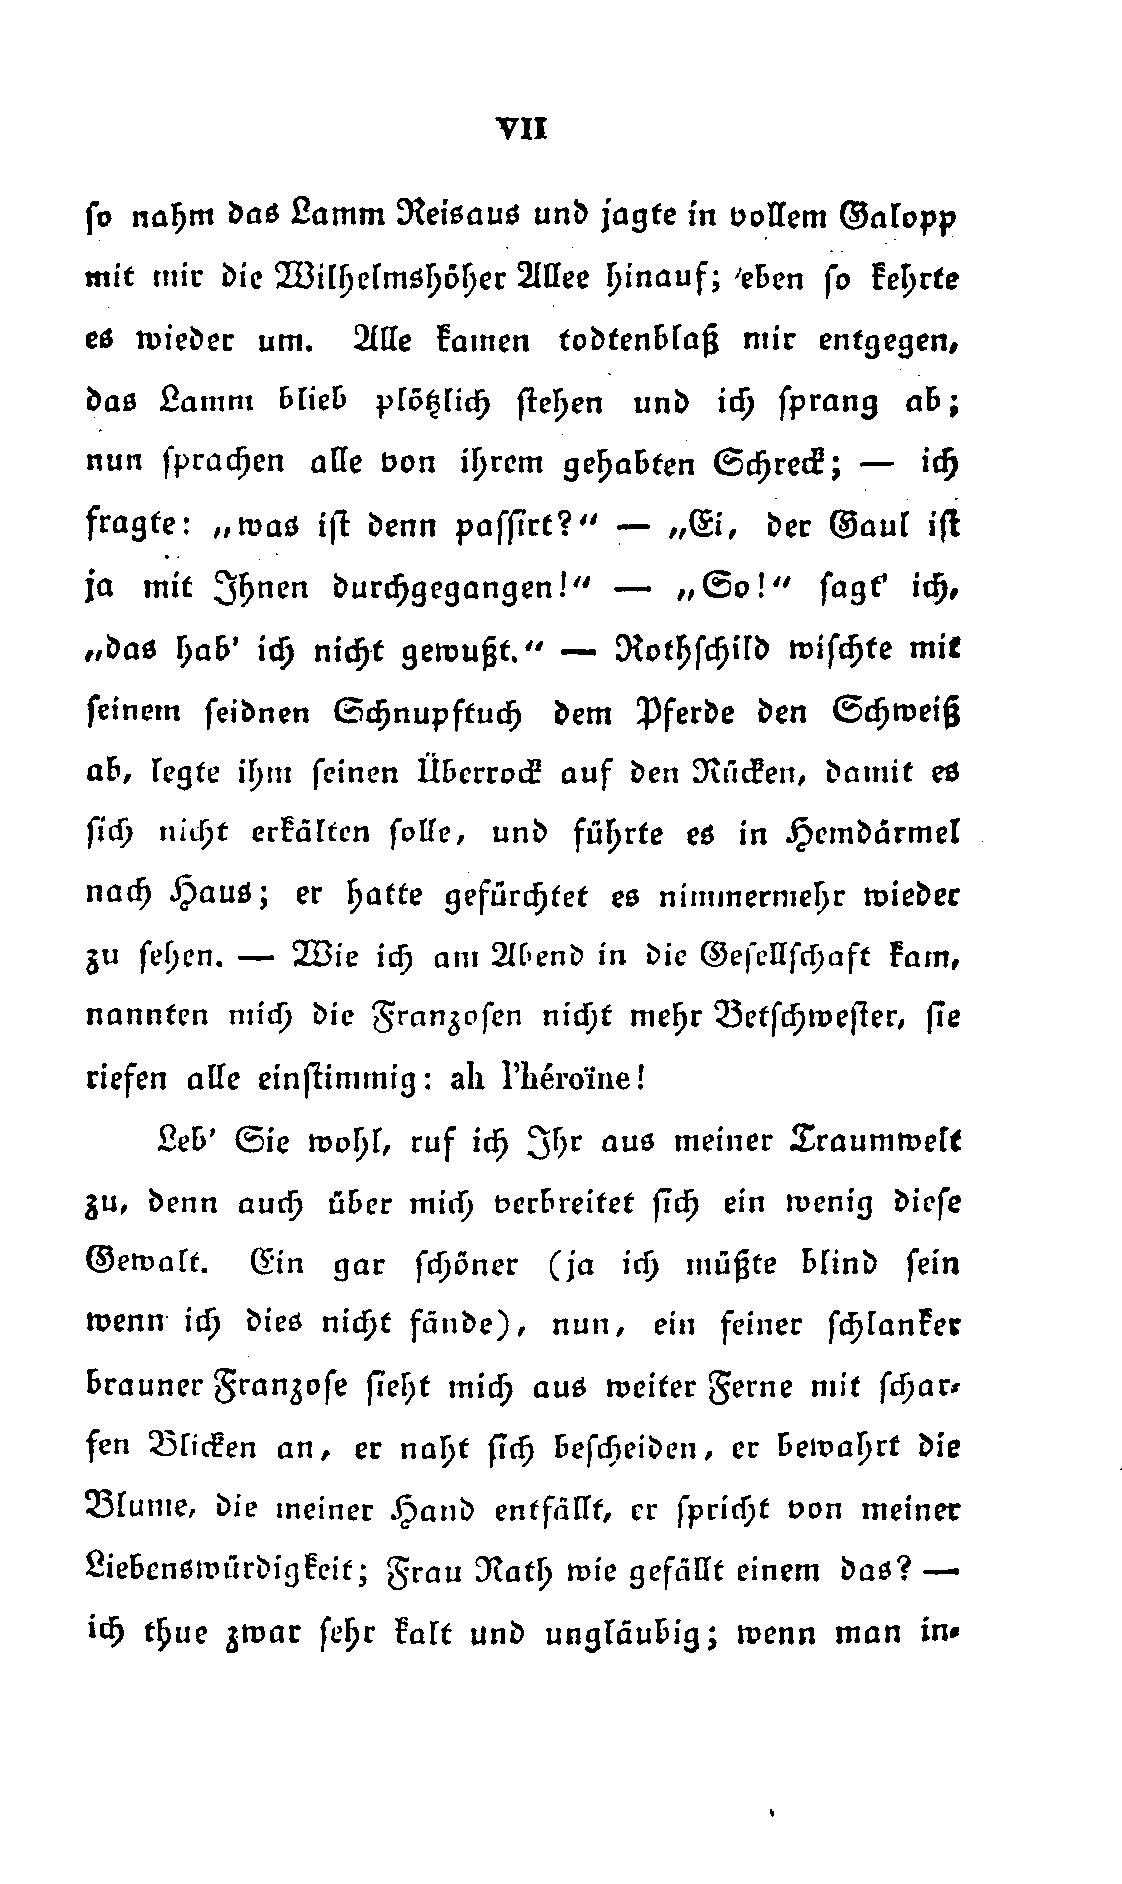 VII
so nahm das Lamm Reisaus und jagte in vollem Galopp
mit mir die Wilhelmshöher Allee hinauf; eben so kehrte
es wieder um. Alle kamen todtenblaß mir entgegen,
das Lamm blieb plötzlich stehen und ich sprang ab;
nun sprachen alle von ihrem gehabten Schreck; — ich
fragte: „was ist denn passirt?“ — „Ei, der Gaul ist
ja mit Ihnen durchgegangen!“ — „So!“ sagt' ich,
„das hab' ich nicht gewußt.“ — Rothschild wischte mit
seinem seidnen Schnupftuch dem Pferde den Schweiß
ab, legte ihm seinen Überrock auf den Rücken, damit es
sich nicht erkälten solle, und führte es in Hemdärmel
nach Haus; er hatte gefürchtet es nimmermehr wieder
zu sehen. — Wie ich am Abend in die Gesellschaft kam,
nannten mich die Franzosen nicht mehr Betschwester, sie
riefen alle einstimmig: ah l'héroïne!
Leb' Sie wohl, ruf ich Ihr aus meiner Traumwelt
zu, denn auch über mich verbreitet sich ein wenig diese
Gewalt. Ein gar schöner (ja ich müßte blind sein
wenn ich dies nicht fände), nun, ein feiner schlanker
brauner Franzose sieht mich aus weiter Ferne mit schar-
fen Blicken an, er naht sich bescheiden, er bewahrt die
Blume, die meiner Hand entfällt, er spricht von meiner
Liebenswürdigkeit; Frau Rath wie gefällt einem das? —
ich thue zwar sehr kalt und ungläubig; wenn man in-